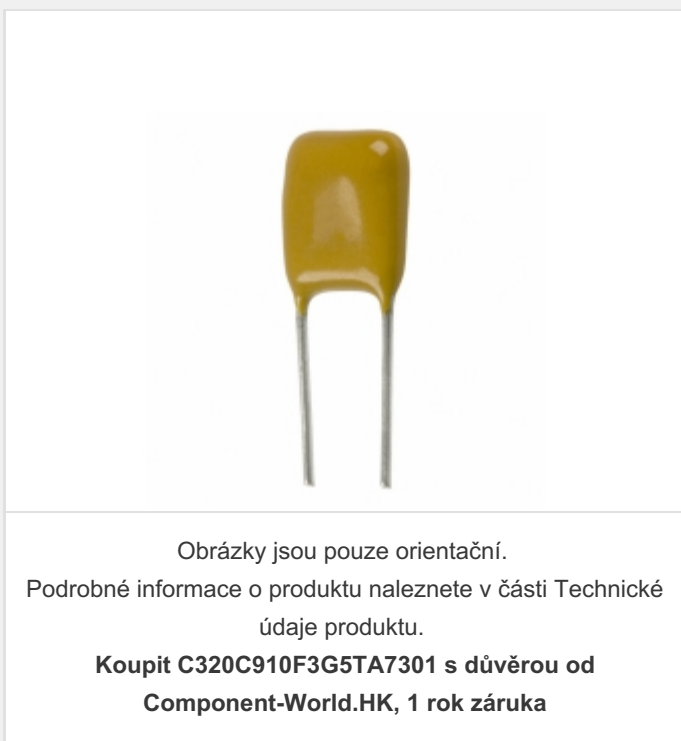 Obrázky jsou pouze orientační.
Podrobné informace o produktu naleznete v části Technické
údaje produktu.
Koupit C320C910F3G5TA7301 s důvěrou od
Component-World.HK, 1 rok záruka